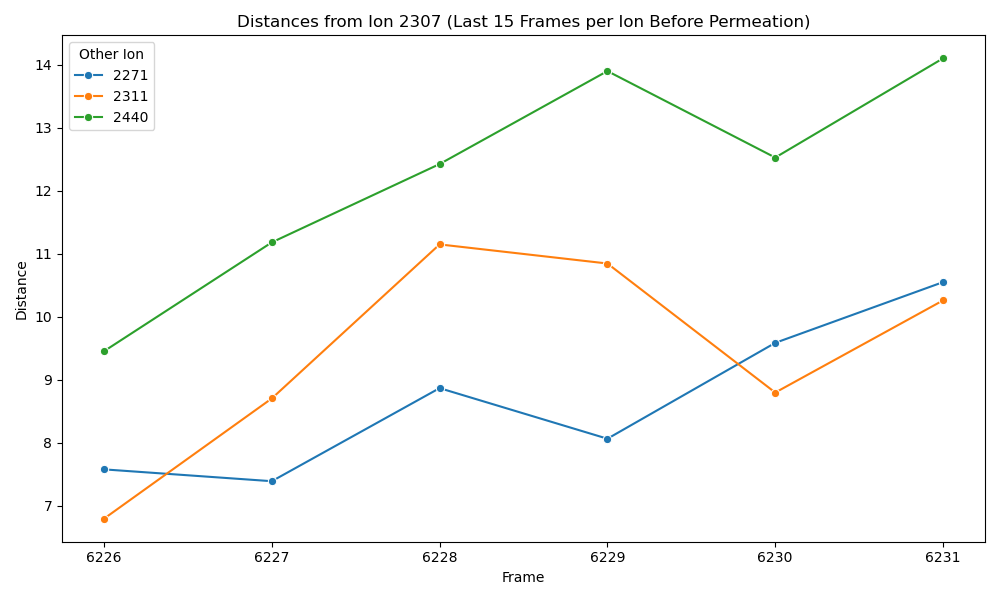 Distances from Ion 2307 (Last 15 Frames per Ion Before Permeation)
Other Ion
2271
2311
2440
Distance
14
13
12
11
10
9
8
7
6226 6227 6228 6229 6230 6231
Frame